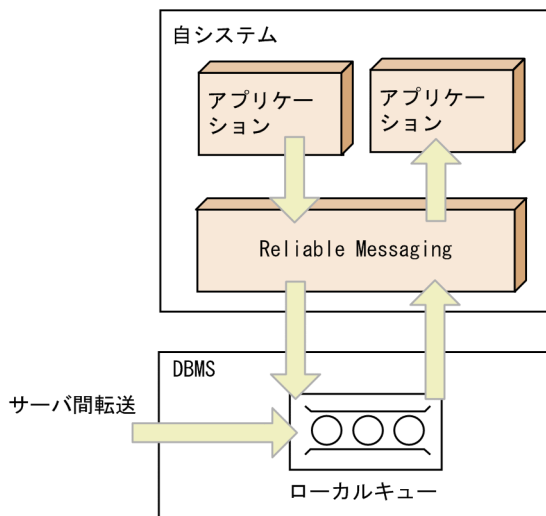 自システム
アプリケー
ション
アプリケー
ション
Reliable Messaging
DBMS
サーバ間転送
ローカルキュー